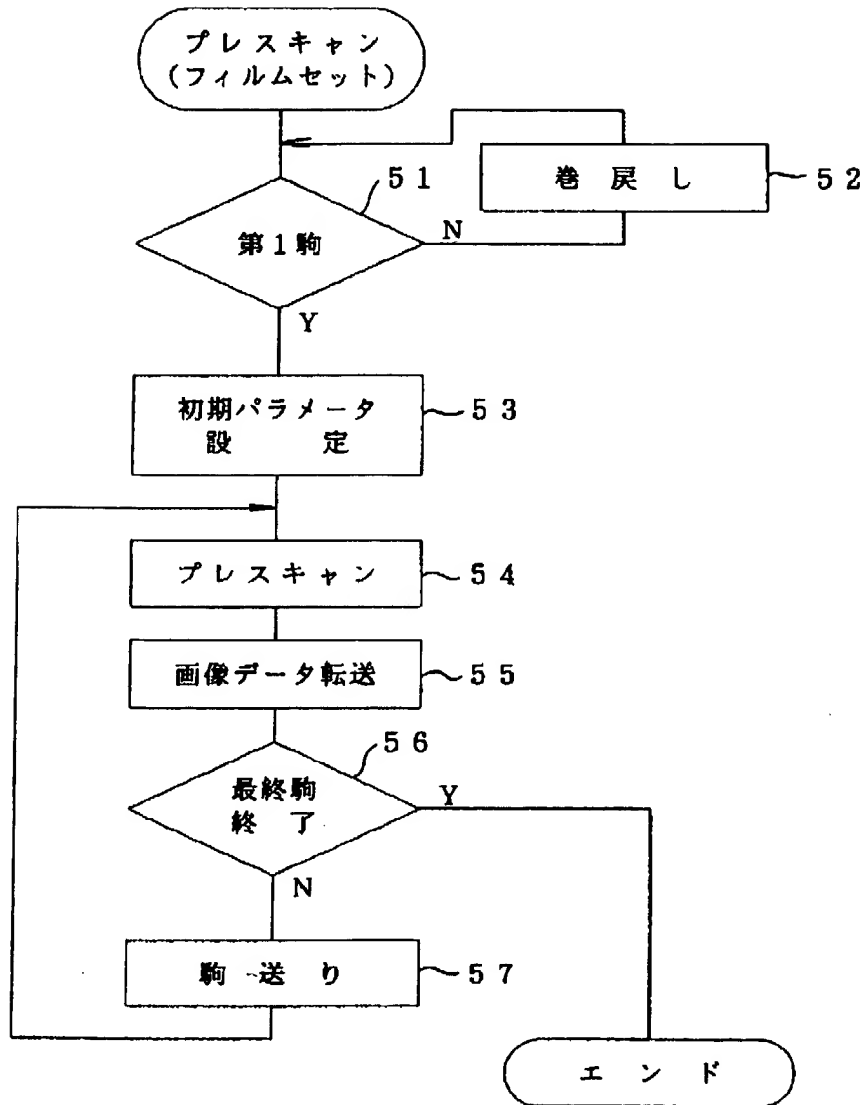 プレスキャン
(フィルムセット)
51
巻戻し 52
第1駒
N
Y
初期パラメータ
設定
53
プレスキャン 54
画像データ転送 55
56
最終駒
終了
Y
N
駒送り 57
エンド